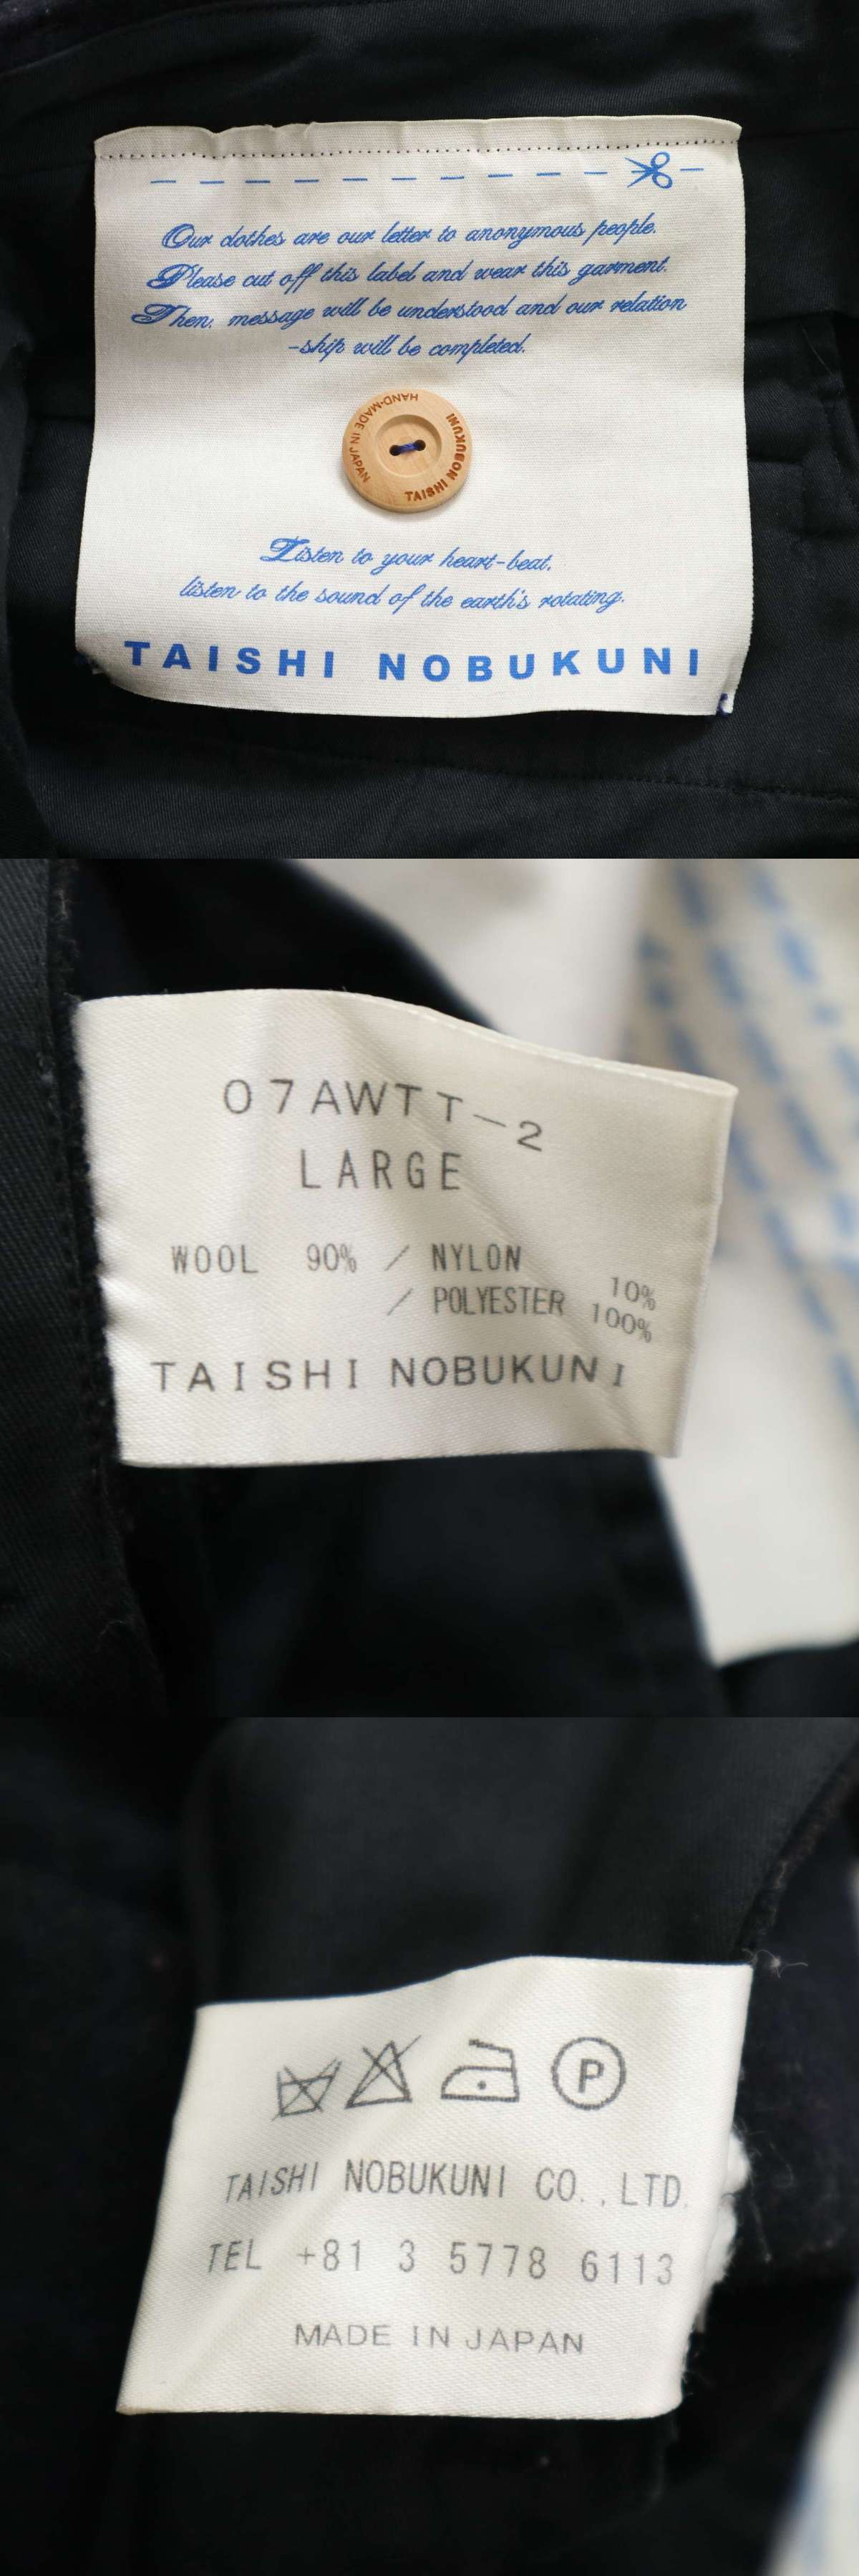 Our clothes are our letter to anonymous people.
Please cut off this label and wear this garment.
Then, message will be understood and our relation
-ship will be completed.
HAND-MADE IN JAPAN
TAISHI NOBUKUNI
Listen to your heart-beat,
listen to the sound of the earth's rotating.
TAISHI NOBUKUNI
07AWTT-2
LARGE
WOOL 90% / NYLON 10%
/ POLYESTER 100%
TAISHI NOBUKUNI
P
TAISHI NOBUKUNI CO.,LTD.
TEL +81 3 5778 6113
MADE IN JAPAN